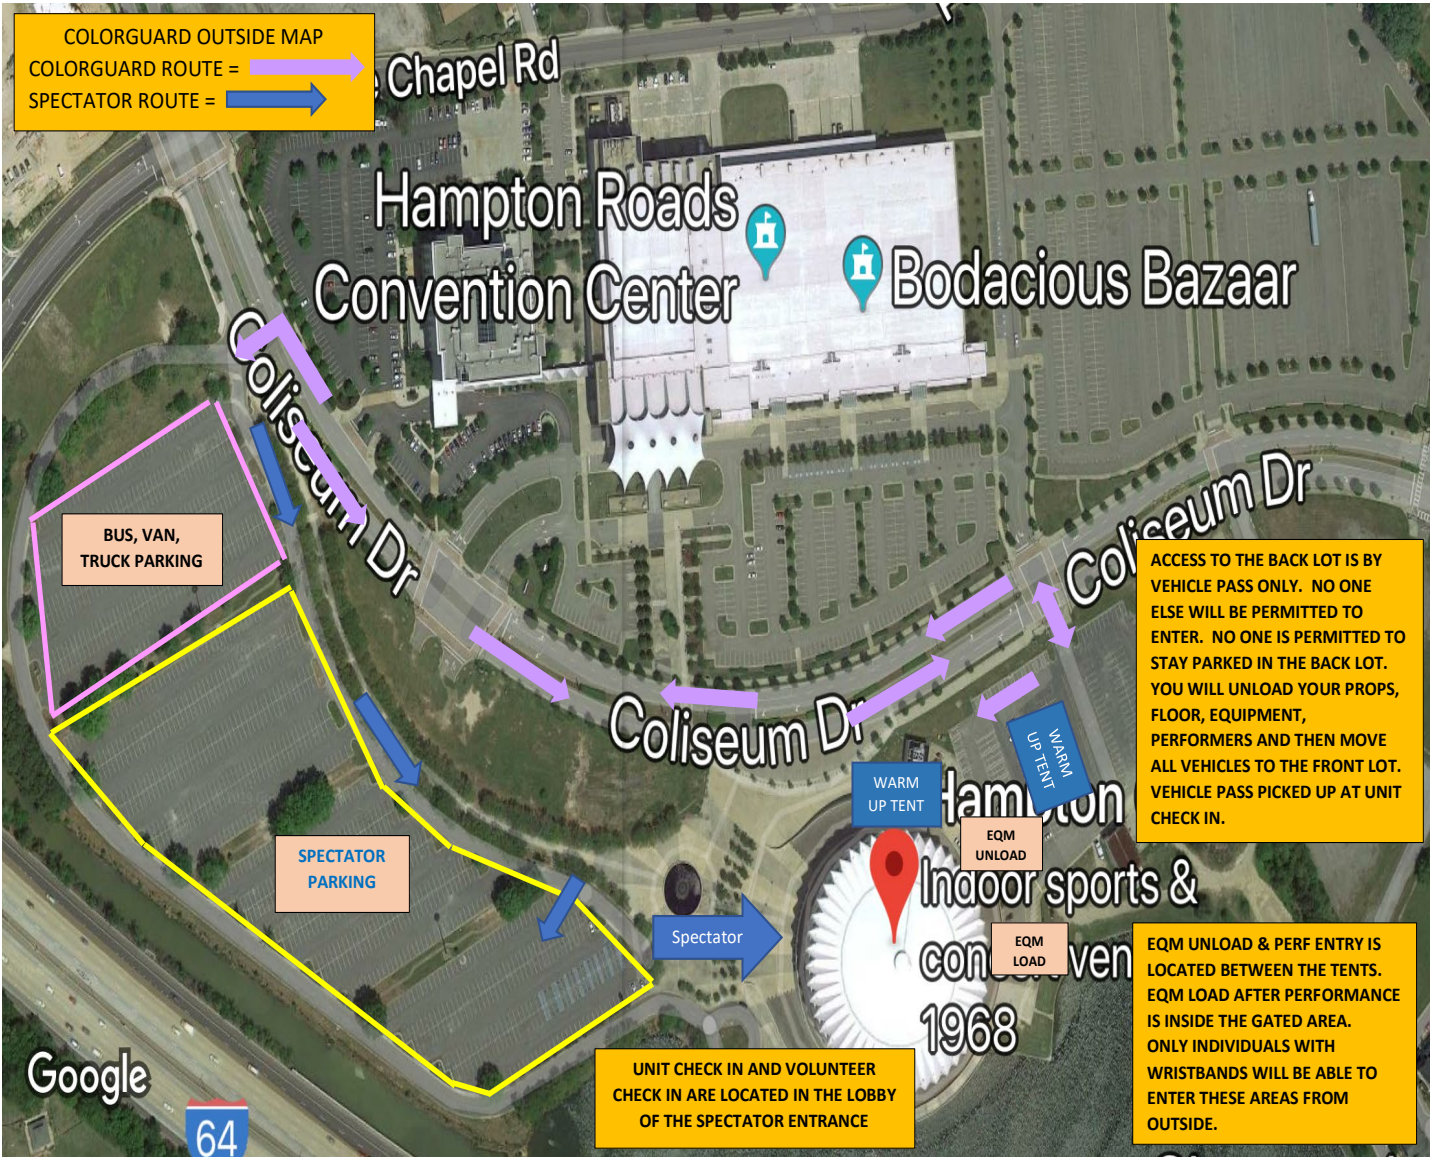 COLORGUARD OUTSIDE MAP
COLORGUARD ROUTE =
SPECTATOR ROUTE =
Chapel Rd
Hampton Roads
Convention Center
Bodacious Bazaar
Coliseum Dr
Coliseum Dr
Coliseum Dr
BUS, VAN,
TRUCK PARKING
ACCESS TO THE BACK LOT IS BY
VEHICLE PASS ONLY. NO ONE
ELSE WILL BE PERMITTED TO
ENTER. NO ONE IS PERMITTED TO
STAY PARKED IN THE BACK LOT.
YOU WILL UNLOAD YOUR PROPS,
FLOOR, EQUIPMENT,
PERFORMERS AND THEN MOVE
ALL VEHICLES TO THE FRONT LOT.
VEHICLE PASS PICKED UP AT UNIT
CHECK IN.
WARM
UP TENT
WARM
UP TENT
Hampton
EQM
UNLOAD
SPECTATOR
PARKING
Indoor sports &
Spectator
EQM
LOAD
1968
EQM UNLOAD & PERF ENTRY IS
LOCATED BETWEEN THE TENTS.
EQM LOAD AFTER PERFORMANCE
IS INSIDE THE GATED AREA.
ONLY INDIVIDUALS WITH
WRISTBANDS WILL BE ABLE TO
ENTER THESE AREAS FROM
OUTSIDE.
UNIT CHECK IN AND VOLUNTEER
CHECK IN ARE LOCATED IN THE LOBBY
OF THE SPECTATOR ENTRANCE
Google
64